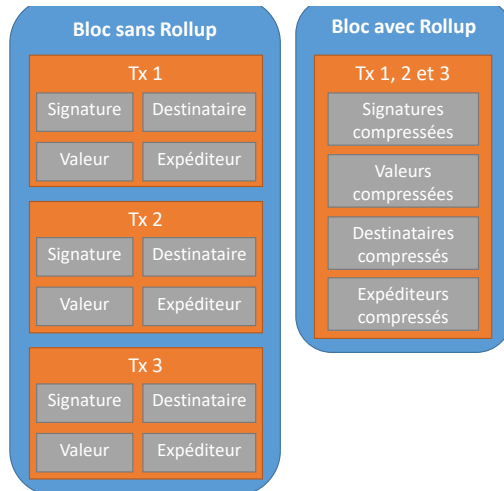 Bloc sans Rollup
Tx 1
Signature Destinataire
Valeur Expéditeur
Tx 2
Signature Destinataire
Valeur Expéditeur
Tx 3
Signature Destinataire
Valeur Expéditeur
Bloc avec Rollup
Tx 1, 2 et 3
Signatures
compressées
Valeurs
compressées
Destinataires
compressés
Expéditeurs
compressés